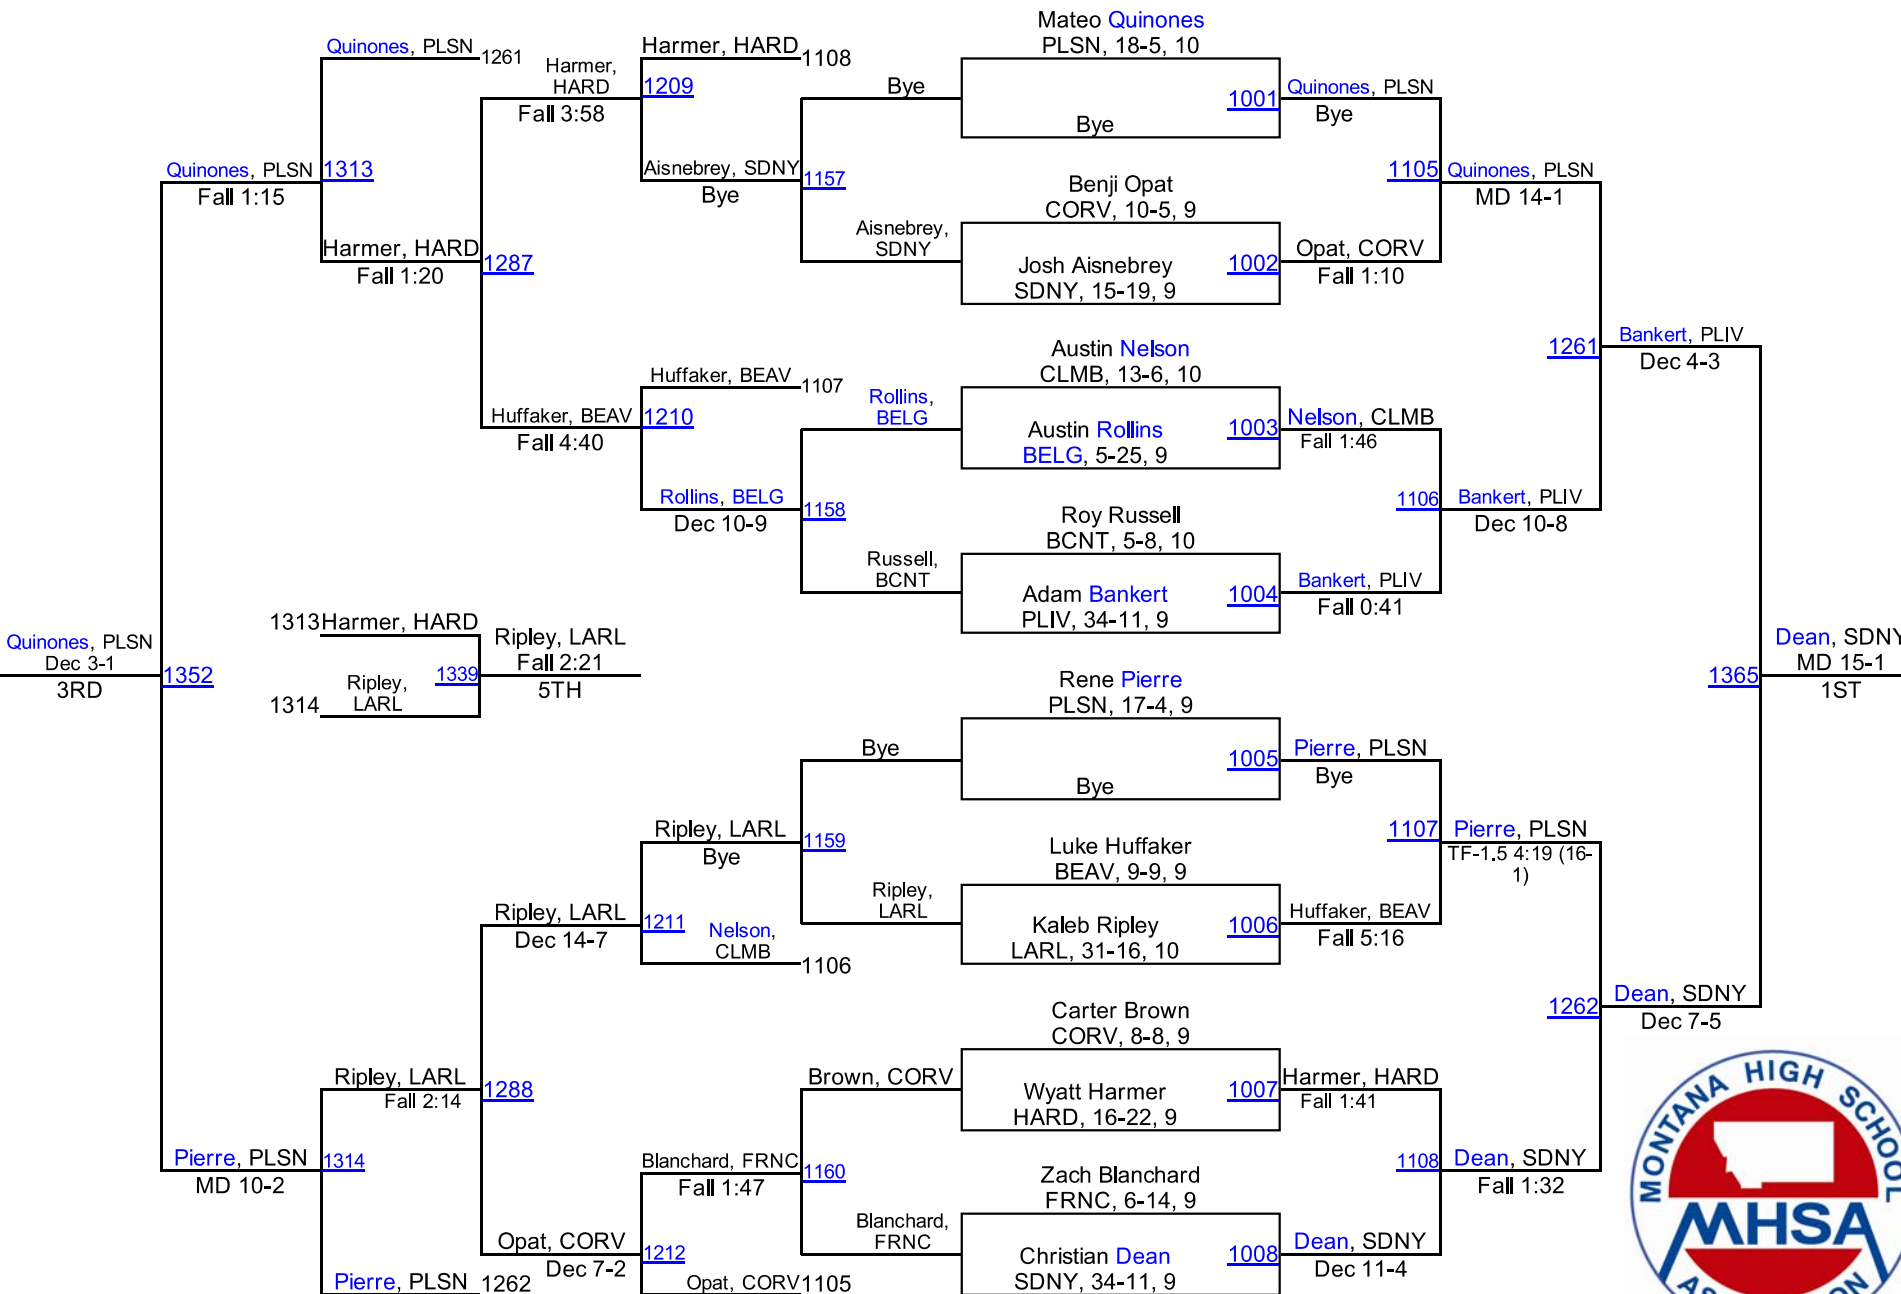 Mateo Quinones
PLSN, 18-5, 10
Quinones, PLSN
1261
Harmer, HARD
1108
Harmer,
HARD
1209
Fall 3:58
Bye
1001
Quinones, PLSN
Bye
Bye
Quinones, PLSN
1313
Fall 1:15
Aisnebrey, SDNY
1157
Bye
Benji Opat
CORV, 10-5, 9
1105
Quinones, PLSN
MD 14-1
Harmer, HARD
1287
Fall 1:20
Aisnebrey,
SDNY
Josh Aisnebrey
SDNY, 15-19, 9
1002
Opat, CORV
Fall 1:10
Austin Nelson
CLMB, 13-6, 10
1261
Bankert, PLIV
Dec 4-3
Huffaker, BEAV
1107
Huffaker, BEAV
1210
Fall 4:40
Rollins,
BELG
Austin Rollins
BELG, 5-25, 9
1003
Nelson, CLMB
Fall 1:46
Rollins, BELG
1158
Dec 10-9
Roy Russell
BCNT, 5-8, 10
1106
Bankert, PLIV
Dec 10-8
Russell,
BCNT
Adam Bankert
PLIV, 34-11, 9
1004
Bankert, PLIV
Fall 0:41
1313
Harmer, HARD
Quinones, PLSN
Dec 3-1
3RD
1352
Ripley,
LARL
1314
1339
Ripley, LARL
Fall 2:21
5TH
Rene Pierre
PLSN, 17-4, 9
1365
Dean, SDNY
MD 15-1
1ST
Bye
Bye
1005
Pierre, PLSN
Bye
Ripley, LARL
1159
Bye
Luke Huffaker
BEAV, 9-9, 9
1107
Pierre, PLSN
TF-1.5 4:19 (16-
1)
Ripley, LARL
1211
Dec 14-7
Nelson,
CLMB
1106
Ripley,
LARL
Kaleb Ripley
LARL, 31-16, 10
1006
Huffaker, BEAV
Fall 5:16
Carter Brown
CORV, 8-8, 9
1262
Dean, SDNY
Dec 7-5
Ripley, LARL
1288
Fall 2:14
Brown, CORV
Wyatt Harmer
HARD, 16-22, 9
1007
Harmer, HARD
Fall 1:41
Pierre, PLSN
1314
MD 10-2
Blanchard, FRNC
1160
Fall 1:47
Zach Blanchard
FRNC, 6-14, 9
1108
Dean, SDNY
Fall 1:32
Opat, CORV
1212
Dec 7-2
Blanchard,
FRNC
Christian Dean
SDNY, 34-11, 9
1008
Dean, SDNY
Dec 11-4
Pierre, PLSN
1262
Opat, CORV
1105
MONTANA HIGH SCHOOL
MHSA